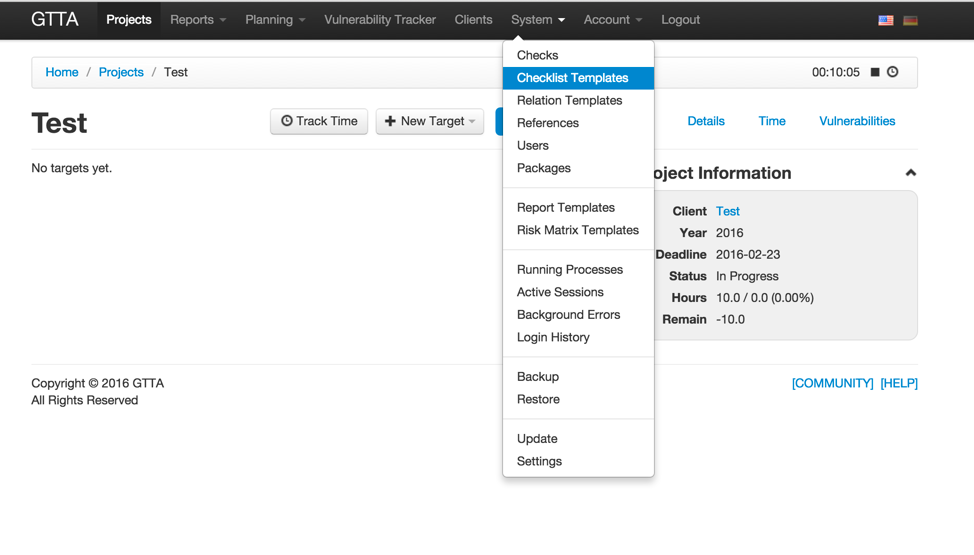 GTTA Projects Reports Planning Vulnerability Tracker Clients System Account Logout
Home / Projects / Test 00:10:05
Checks
Checklist Templates
Relation Templates
References
Users
Packages
Report Templates
Risk Matrix Templates
Running Processes
Active Sessions
Background Errors
Login History
Backup
Restore
Update
Settings
Test Track Time New Target Details Time Vulnerabilities
No targets yet.
oject Information
Client Test
Year 2016
Deadline 2016-02-23
Status In Progress
Hours 10.0 / 0.0 (0.00%)
Remain -10.0
Copyright © 2016 GTTA
All Rights Reserved
[COMMUNITY] [HELP]